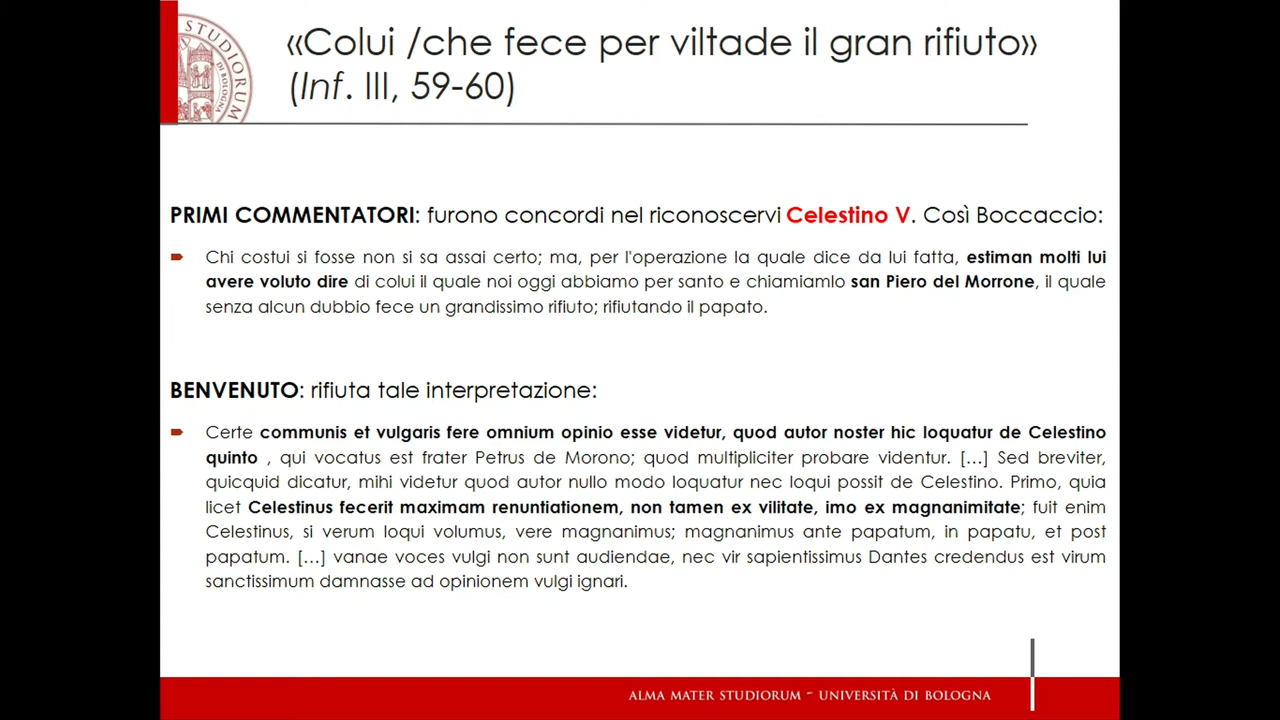 «Colui /che fece per viltade il gran rifiuto»
(Inf. III, 59-60)
STUDIORUM
DI BOLOGNA
PRIMI COMMENTATORI: furono concordi nel riconoscervi Celestino V. Così Boccaccio:
Chi costui si fosse non si sa assai certo; ma, per l'operazione la quale dice da lui fatta, estiman molti lui
avere voluto dire di colui il quale noi oggi abbiamo per santo e chiamiamlo san Piero del Morrone, il quale
senza alcun dubbio fece un grandissimo rifiuto; rifiutando il papato.
BENVENUTO: rifiuta tale interpretazione:
Certe communis et vulgaris fere omnium opinio esse videtur, quod autor noster hic loquatur de Celestino
quinto , qui vocatus est frater Petrus de Morono; quod multipliciter probare videntur. [...] Sed breviter,
quicquid dicatur, mihi videtur quod autor nullo modo loquatur nec loqui possit de Celestino. Primo, quia
licet Celestinus fecerit maximam renuntiationem, non tamen ex vilitate, imo ex magnanimitate; fuit enim
Celestinus, si verum loqui volumus, vere magnanimus; magnanimus ante papatum, in papatu, et post
papatum. [...] vanae voces vulgi non sunt audiendae, nec vir sapientissimus Dantes credendus est virum
sanctissimum damnasse ad opinionem vulgi ignari.
ALMA MATER STUDIORUM ~ UNIVERSITÀ DI BOLOGNA